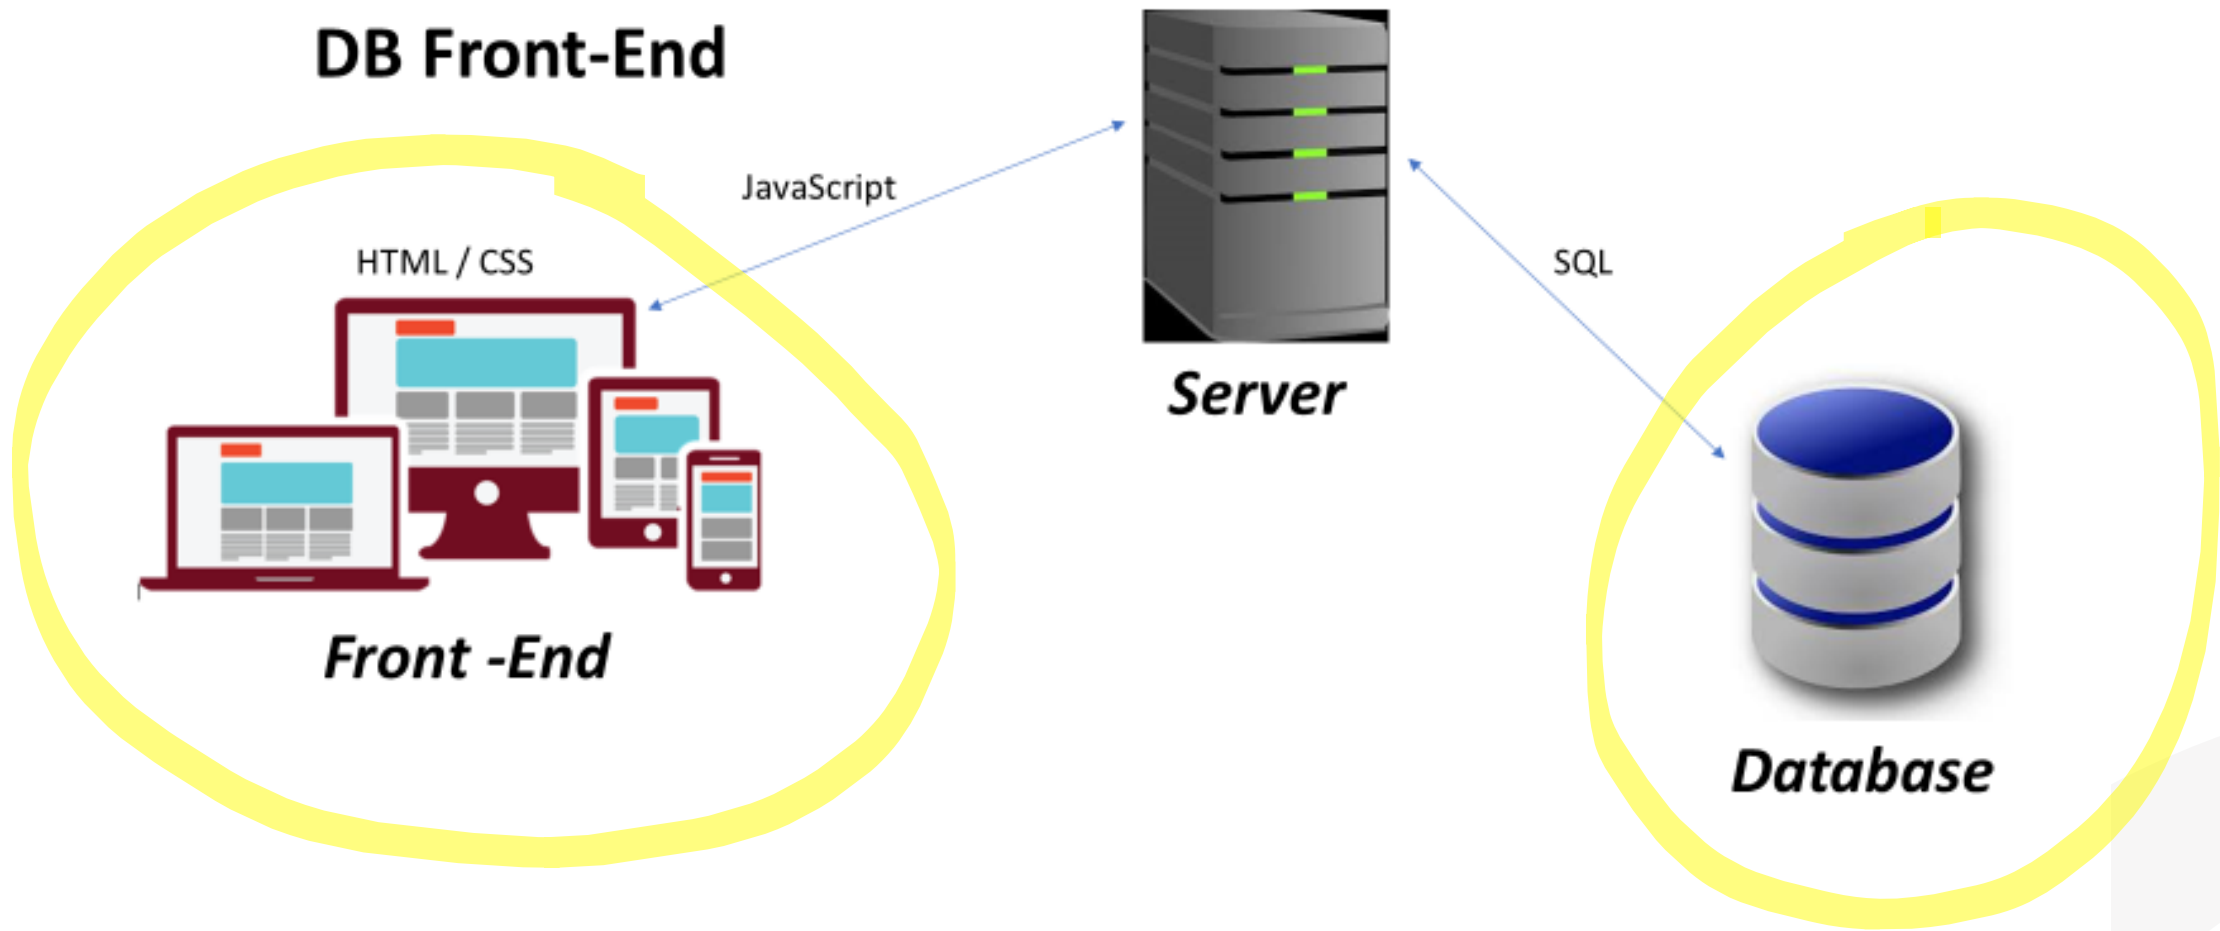 DB Front-End
JavaScript
HTML / CSS
SQL
Server
Front -End
Database